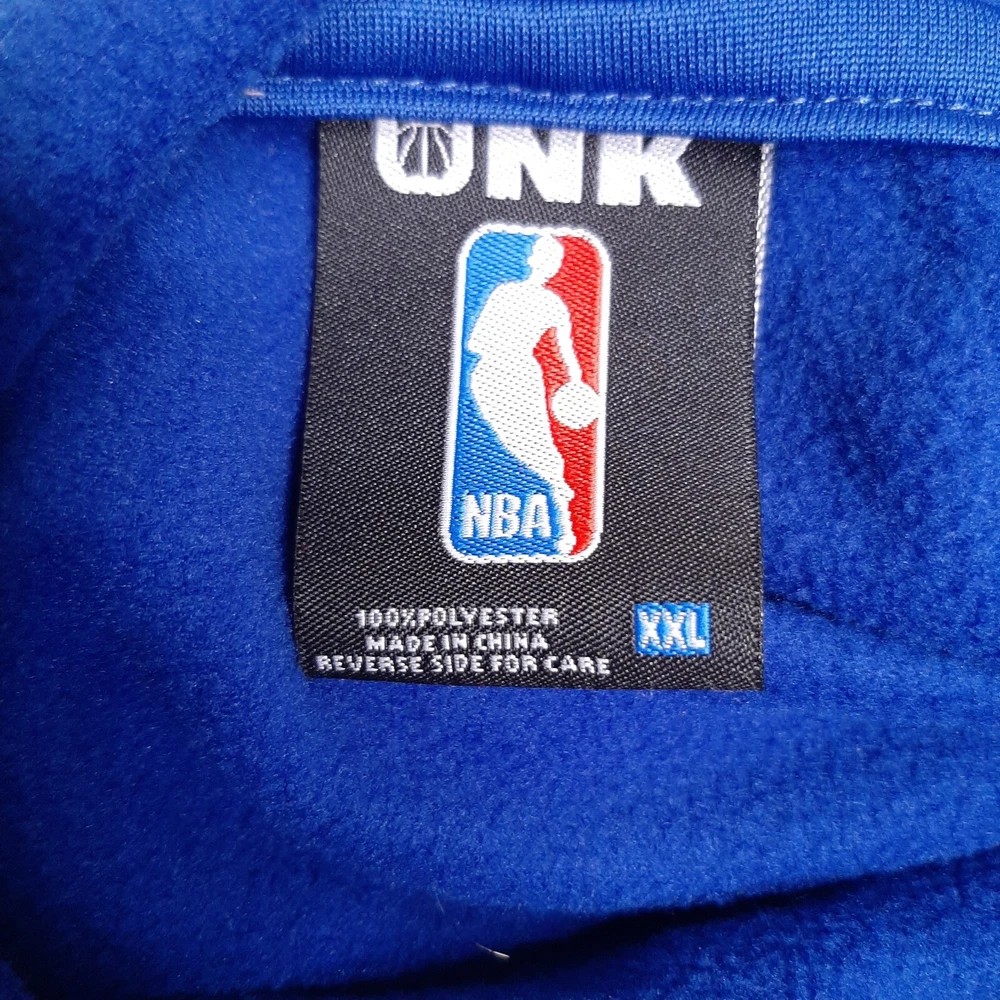 UNK
NBA
100%POLYESTER
MADE IN CHINA
REVERSE SIDE FOR CARE
XXL